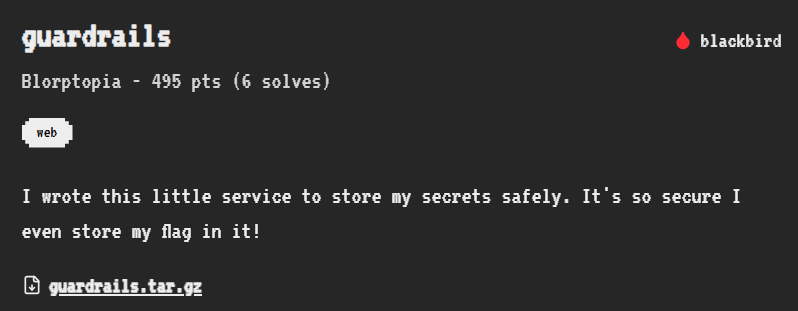 guardrails
blackbird
Blorptopia - 495 pts (6 solves)
web
I wrote this little service to store my secrets safely. It's so secure I
even store my flag in it!
guardrails.tar.gz